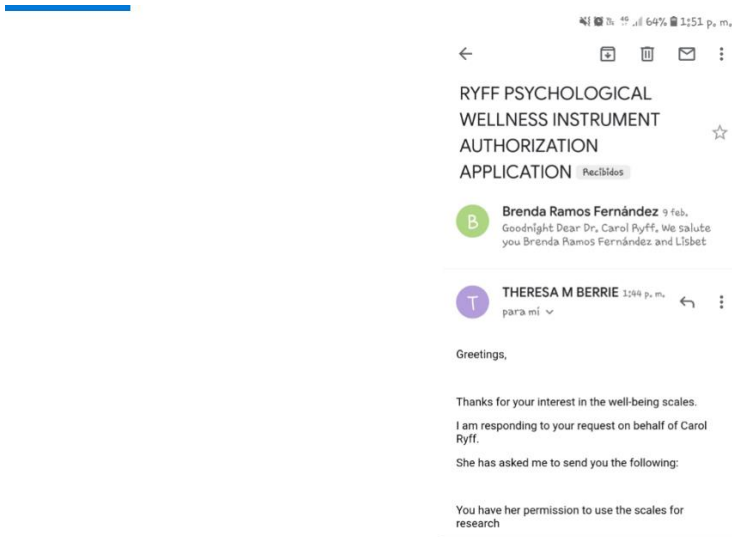 64% 1:51 p. m.
RYFF PSYCHOLOGICAL
WELLNESS INSTRUMENT
AUTHORIZATION
APPLICATION Recibidos
B
Brenda Ramos Fernández 9 feb.
Goodnight Dear Dr. Carol Ryff. We salute
you Brenda Ramos Fernández and Lisbet
T
THERESA M BERRIE 1:44 p. m.
para mí
Greetings,
Thanks for your interest in the well-being scales.
I am responding to your request on behalf of Carol
Ryff.
She has asked me to send you the following:
You have her permission to use the scales for
research